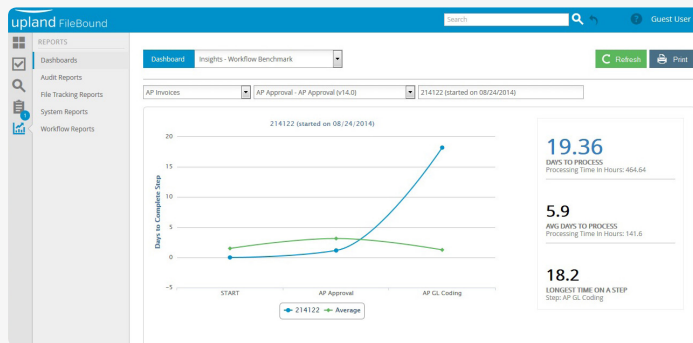 upland FileBound
Search
Guest User
REPORTS
Dashboards
Audit Reports
File Tracking Reports
System Reports
Workflow Reports
1
Dashboard
Insights - Workflow Benchmark
Refresh
Print
AP Invoices
AP Approval - AP Approval (v14.0)
214122 (started on 08/24/2014)
214122 (started on 08/24/2014)
Days to Complete Step
20
15
10
5
0
-5
START
AP Approval
AP GL Coding
214122
Average
19.36
DAYS TO PROCESS
Processing Time In Hours: 464.64
5.9
AVG DAYS TO PROCESS
Processing Time In Hours: 141.6
18.2
LONGEST TIME ON A STEP
Step: AP GL Coding